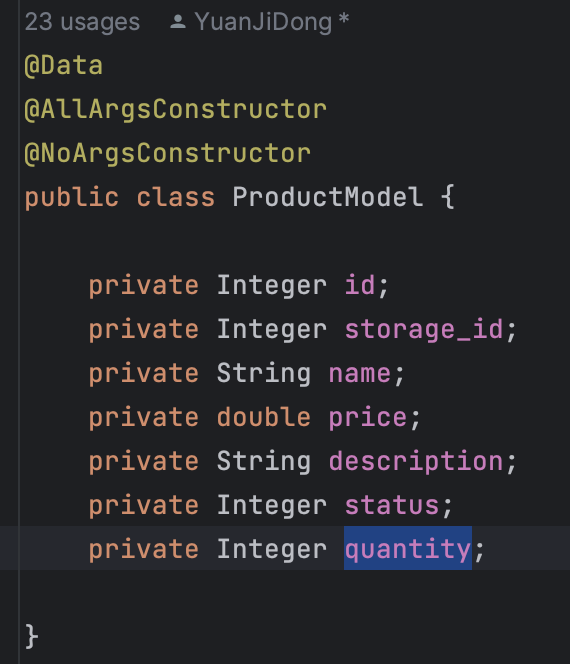 23 usages YuanJiDong *
@Data
@AllArgsConstructor
@NoArgsConstructor
public class ProductModel {
private Integer id;
private Integer storage_id;
private String name;
private double price;
private String description;
private Integer status;
private Integer quantity;
}